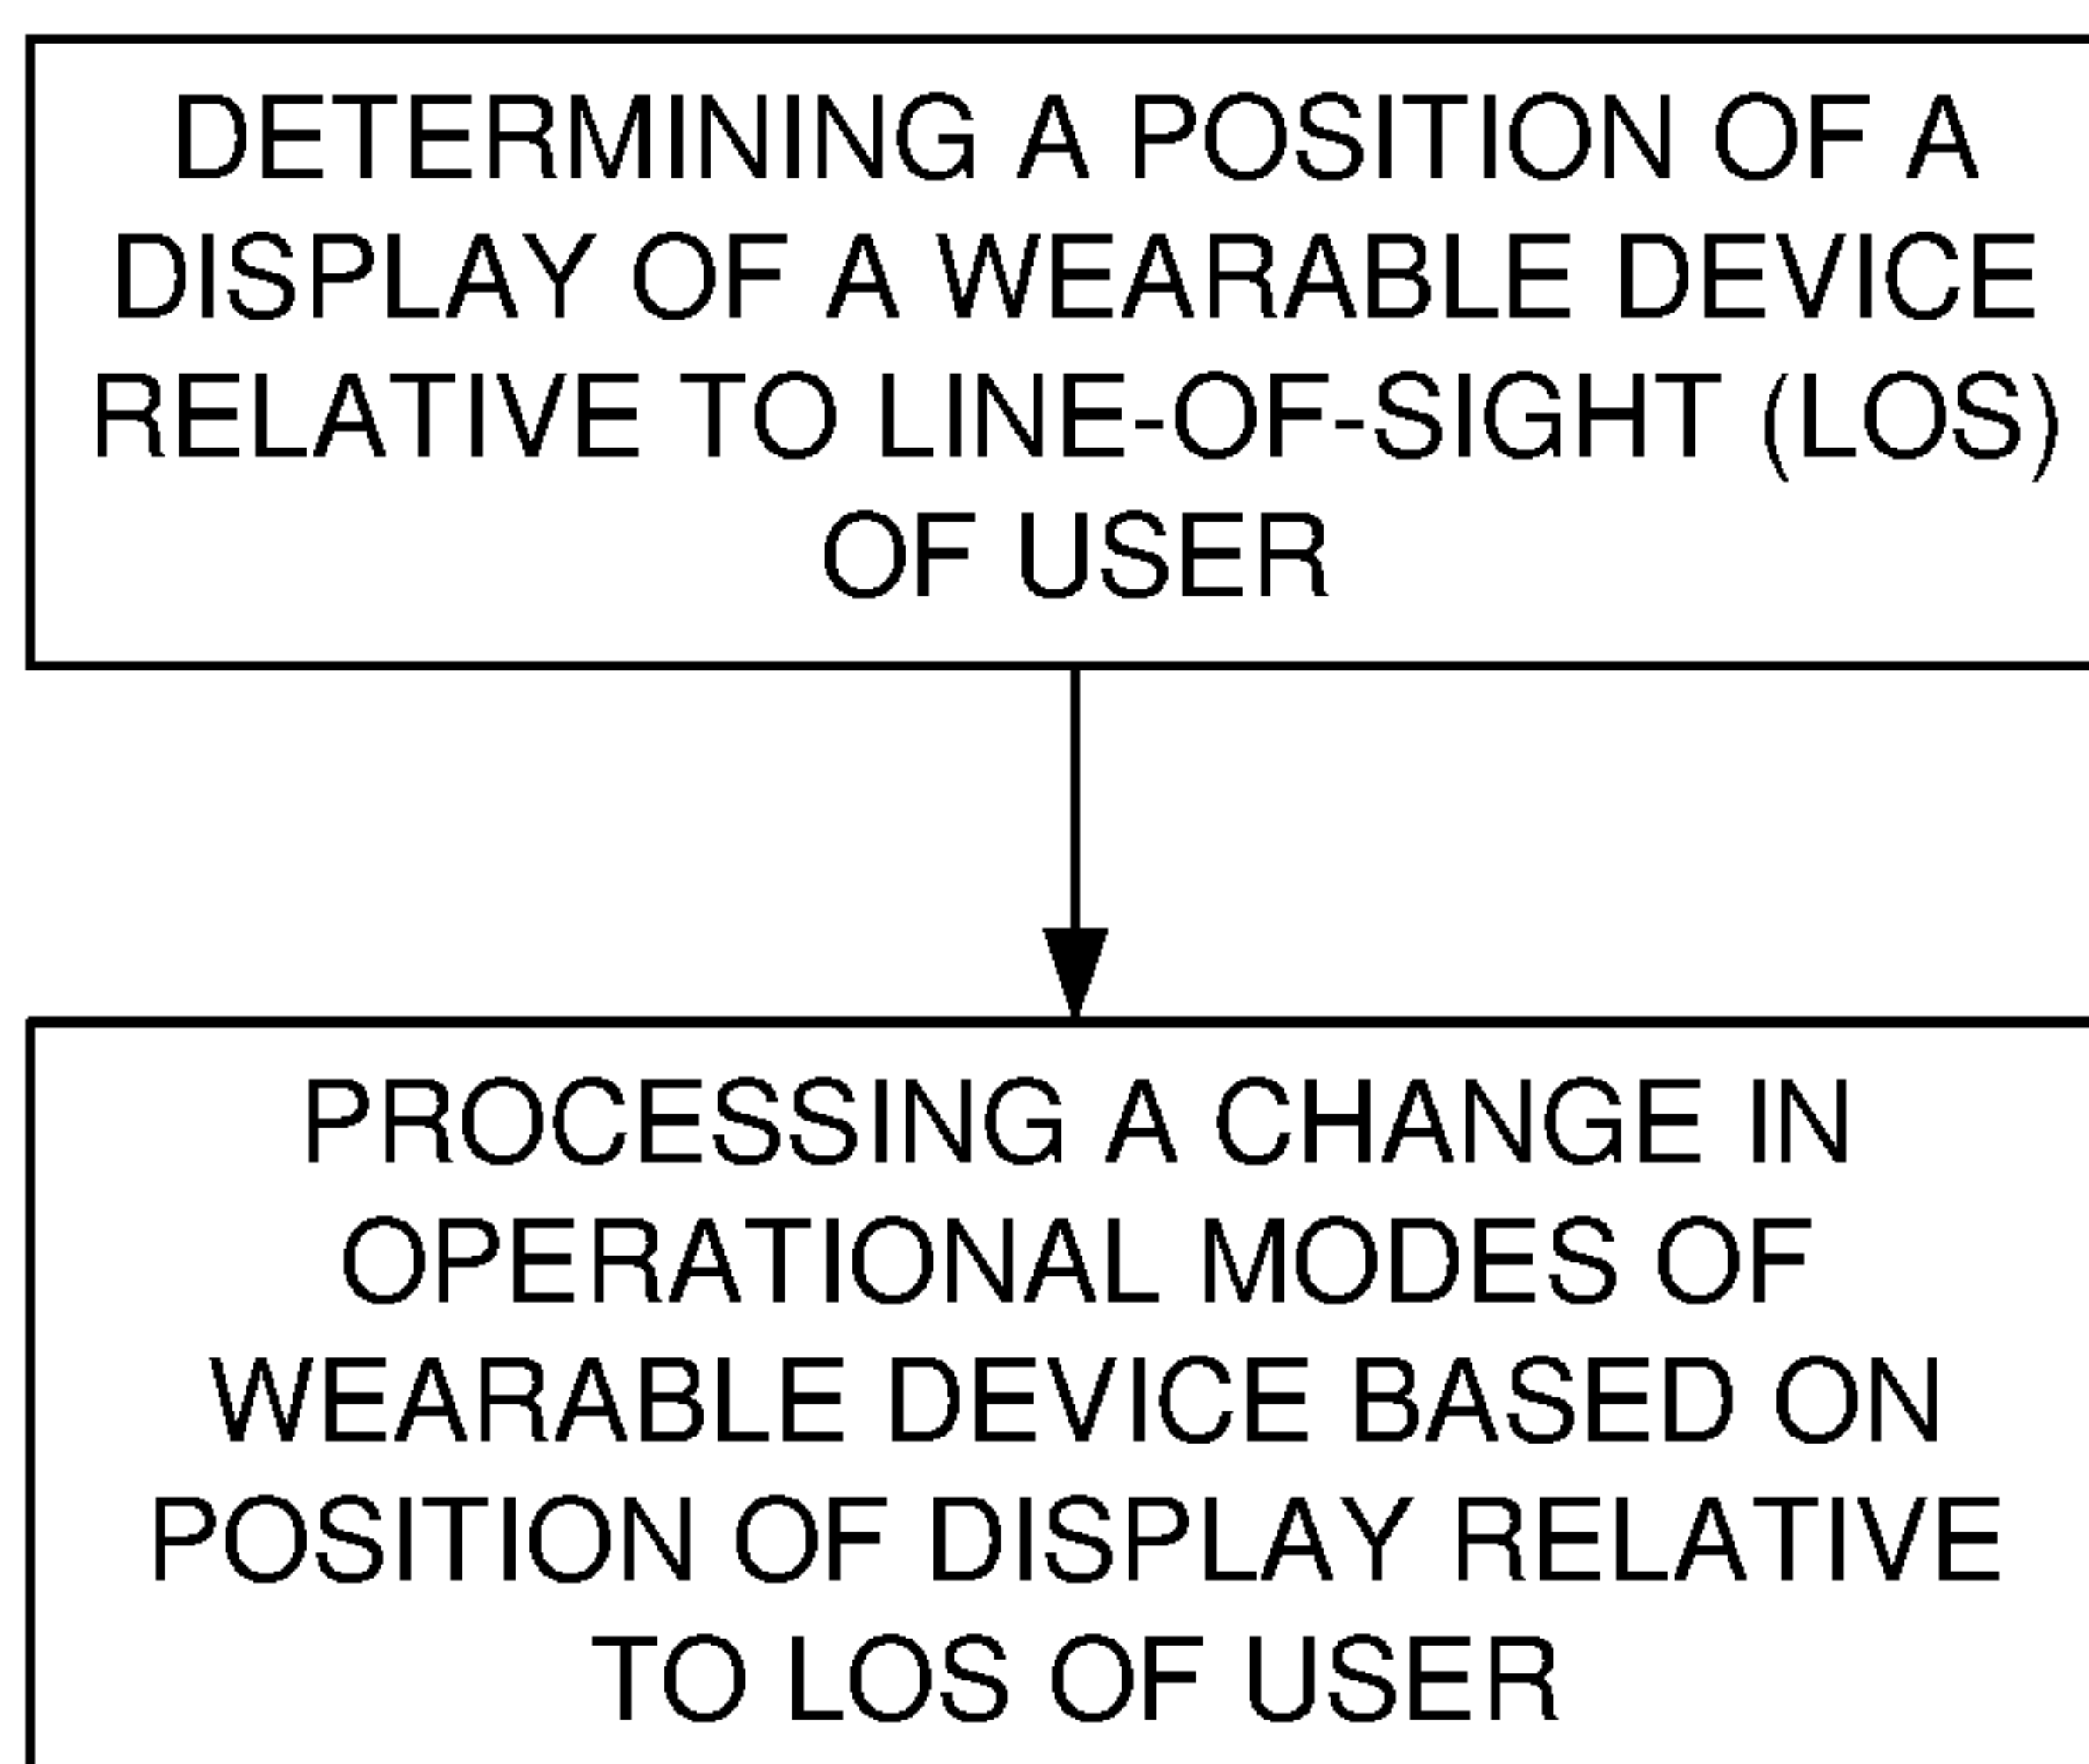 DETERMINING A POSITION OF A
DISPLAY OF A WEARABLE DEVICE
RELATIVE TO LINE-OF-SIGHT (LOS)
OF USER
PROCESSING A CHANGE IN
OPERATIONAL MODES OF
WEARABLE DEVICE BASED ON
POSITION OF DISPLAY RELATIVE
TO LOS OF USER